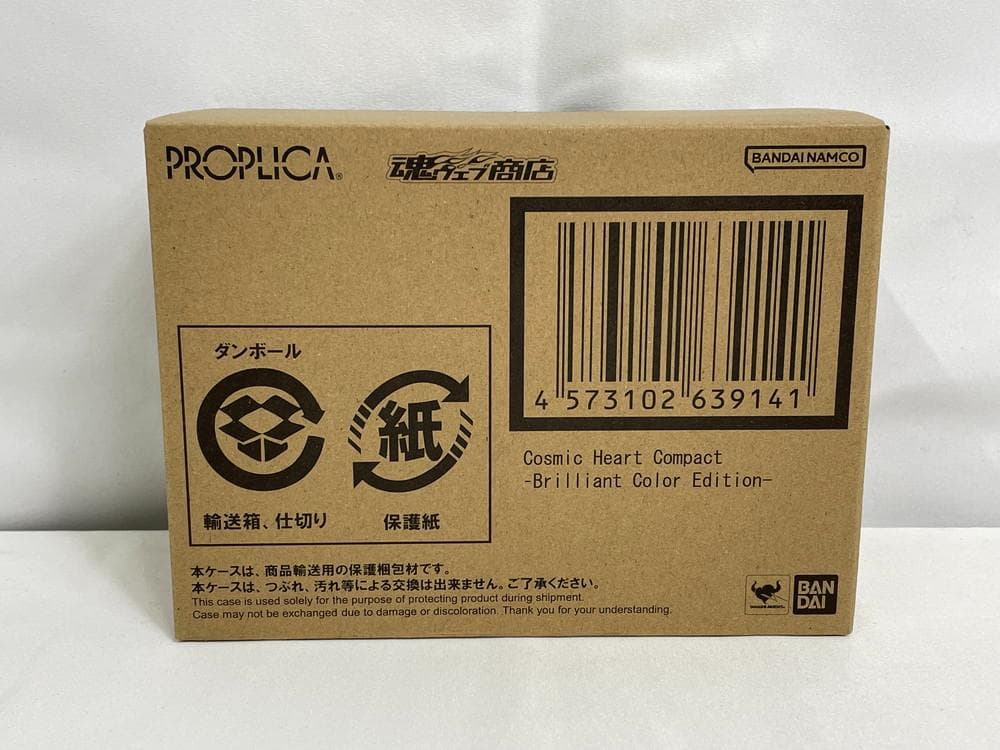 PROPLICA®
魂ウェブ商店
BANDAI NAMCO
4 573102 639141
Cosmic Heart Compact
-Brilliant Color Edition-
ダンボール
紙
輸送箱、仕切り
保護紙
本ケースは、商品輸送用の保護梱包材です。
本ケースは、つぶれ、汚れ等による交換は出来ません。ご了承ください。
This case is used solely for the purpose of protecting product during shipment.
Case may not be exchanged due to damage or discoloration. Thank you for your understanding.
BAN
DAI